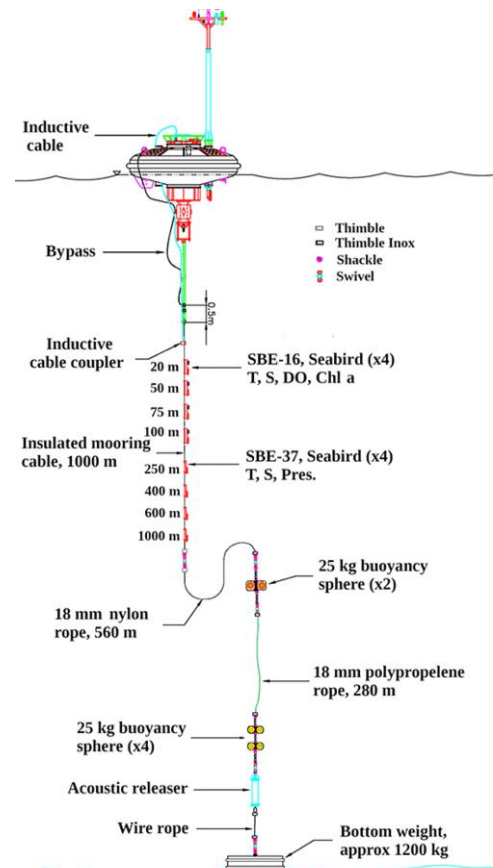 Inductive
cable
Bypass
Thimble
Thimble Inox
Shackle
Swivel
0.5m
Inductive
cable coupler
SBE-16, Seabird (x4)
T, S, DO, Chl a
20 m
50 m
75 m
100 m
Insulated mooring
cable, 1000 m
SBE-37, Seabird (x4)
T, S, Pres.
250 m
400 m
600 m
1000 m
25 kg buoyancy
sphere (x2)
18 mm nylon
rope, 560 m
18 mm polypropelene
rope, 280 m
25 kg buoyancy
sphere (x4)
Acoustic releaser
Wire rope
Bottom weight,
approx 1200 kg